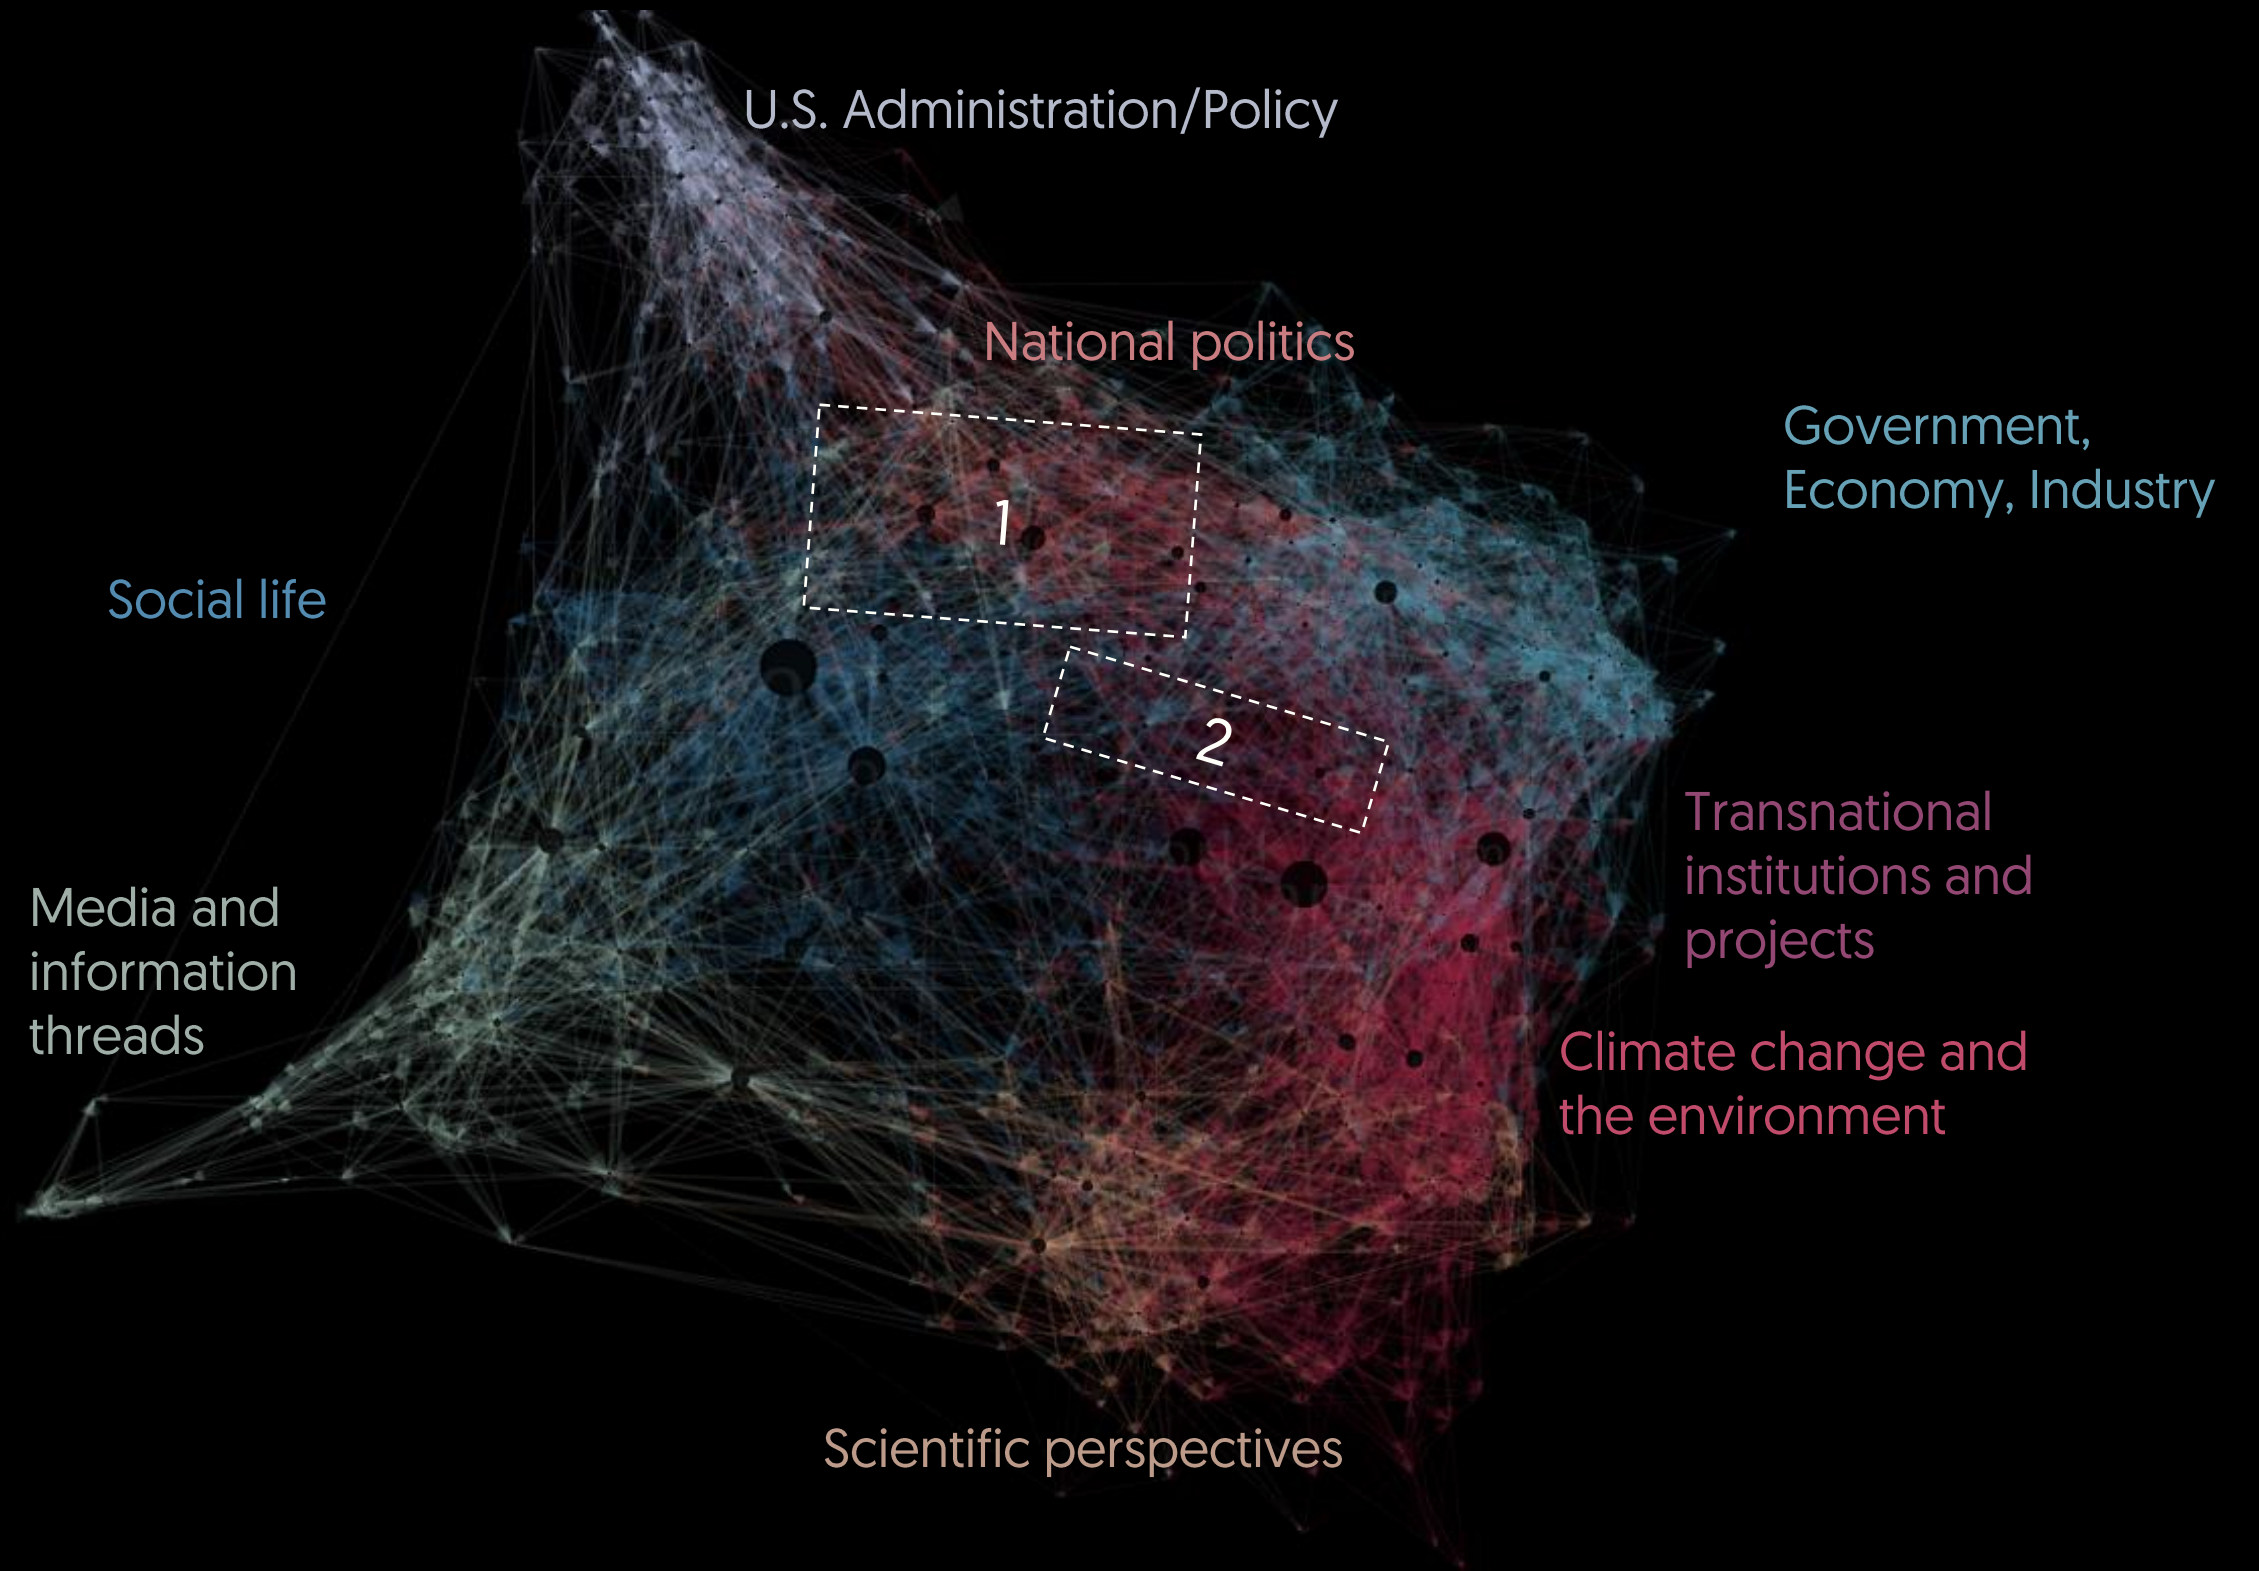 U.S. Administration/Policy
National politics
Government,
Economy, Industry
1
Social life
2
Transnational
institutions and
projects
Media and
information
threads
Climate change and
the environment
Scientific perspectives